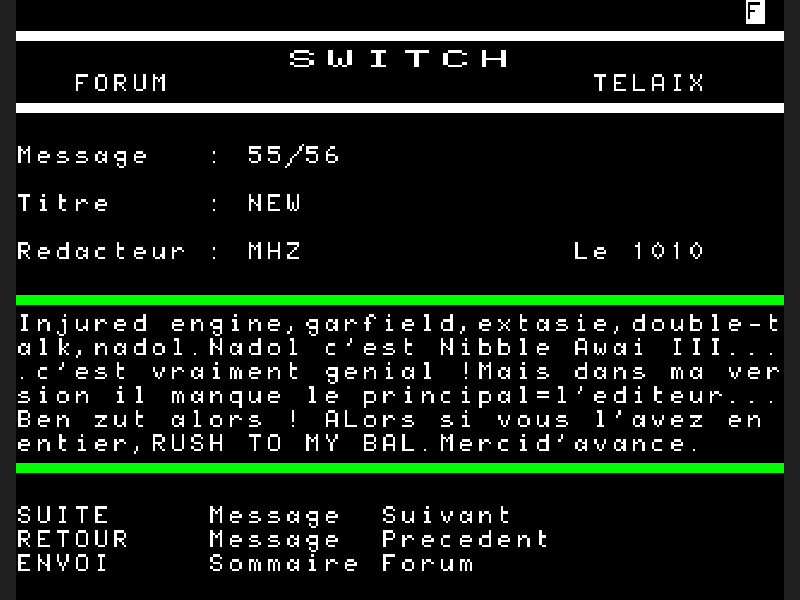 F
SWITCH
FORUM TELAIX
Message : 55/56
Titre : NEW
Redacteur : MHZ Le 1010
Injured engine,garfield,extasie,double-t
alk,nadol.Nadol c'est Nibble Awai III...
.c'est vraiment genial !Mais dans ma ver
sion il manque le principal=l'editeur...
Ben zut alors ! ALors si vous l'avez en
entier,RUSH TO MY BAL.Mercid'avance.
SUITE Message Suivant
RETOUR Message Precedent
ENVOI Sommaire Forum